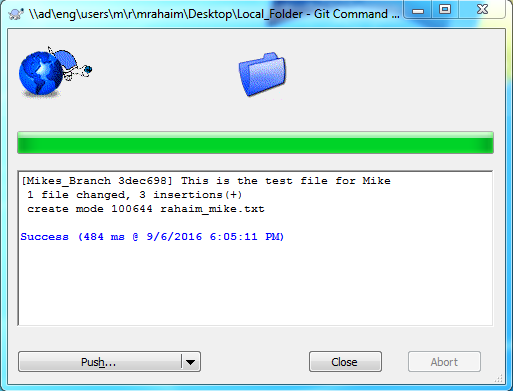 \\ad\eng\users\m\r\mrahaim\Desktop\Local_Folder - Git Command ...
[Mikes_Branch 3dec698] This is the test file for Mike
1 file changed, 3 insertions(+)
create mode 100644 rahaim_mike.txt
Success (484 ms @ 9/6/2016 6:05:11 PM)
Push...
Close
Abort